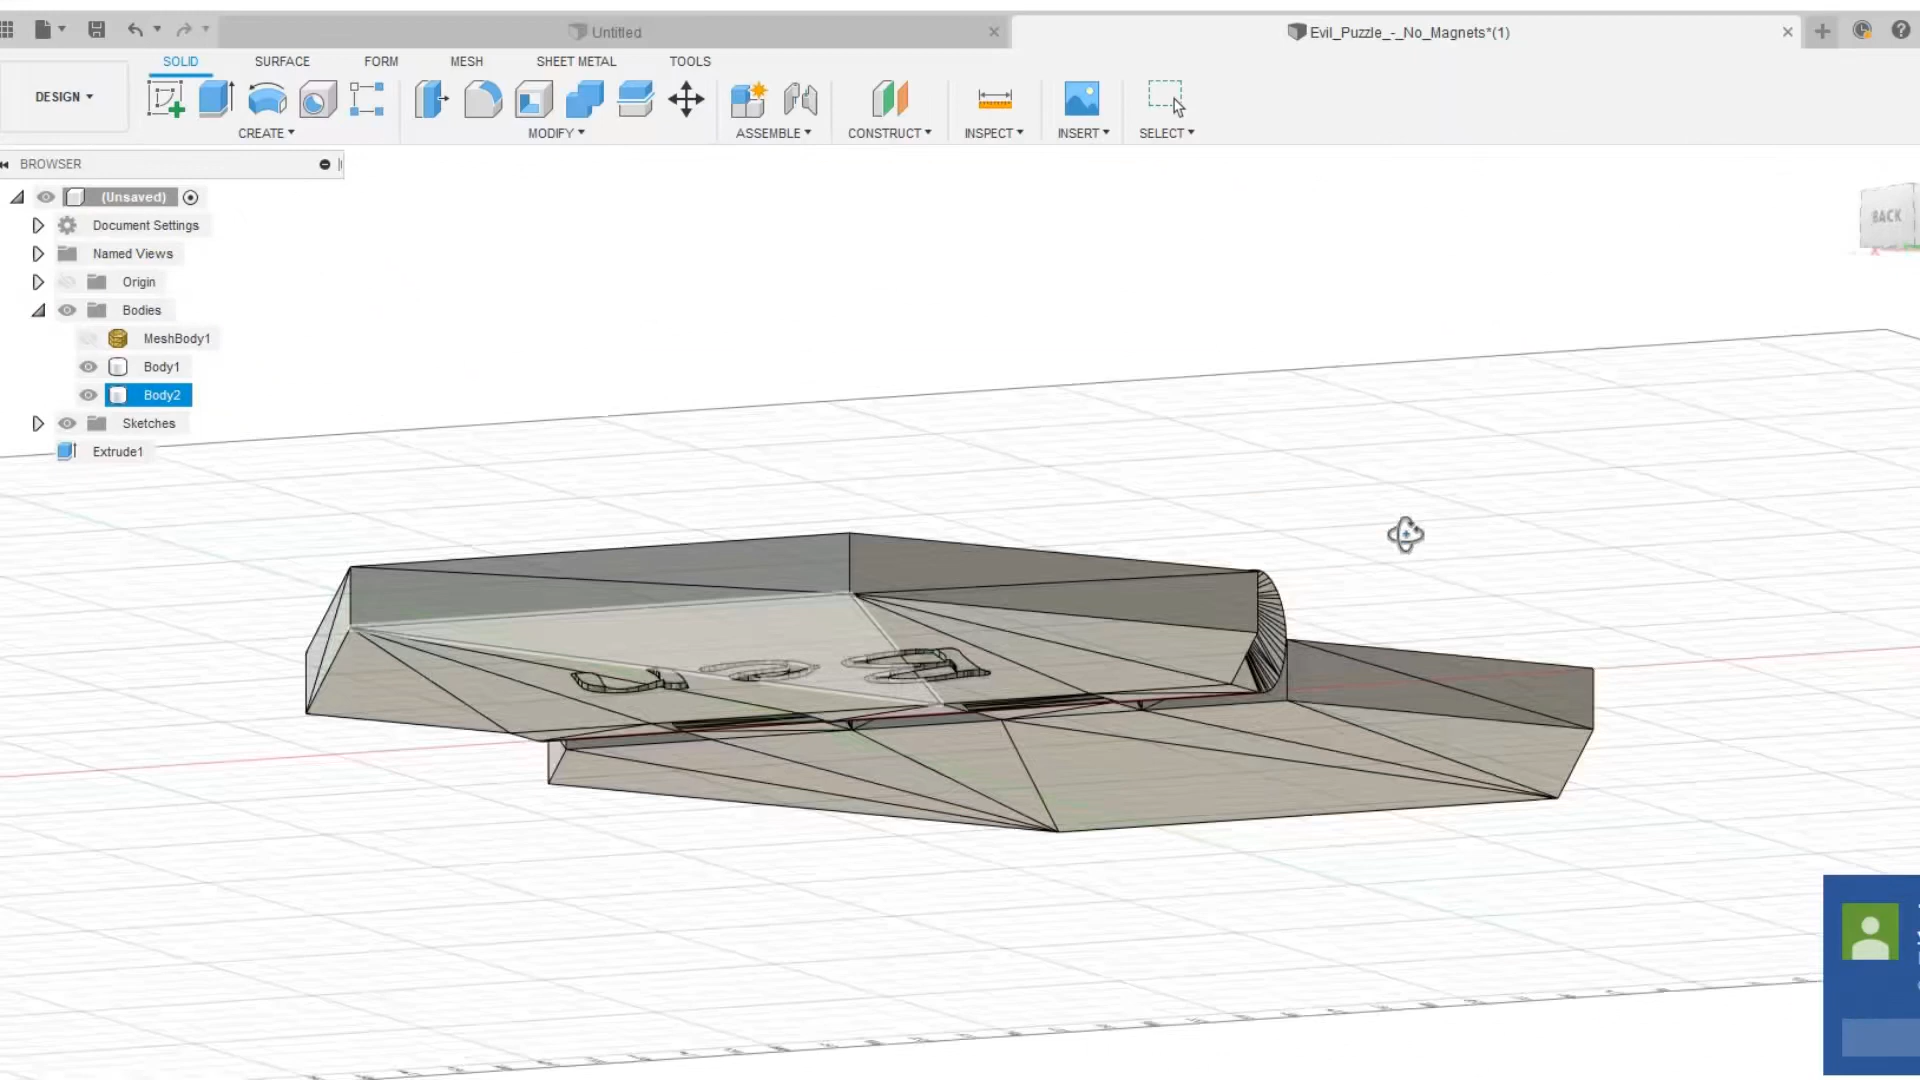 Untitled
Evil_Puzzle_-_No_Magnets*(1)
SOLID SURFACE FORM MESH SHEET METAL TOOLS
DESIGN
CREATE MODIFY ASSEMBLE CONSTRUCT INSPECT INSERT SELECT
BROWSER
(Unsaved)
Document Settings
Named Views
Origin
Bodies
MeshBody1
Body1
Body2
Sketches
Extrude1
BACK